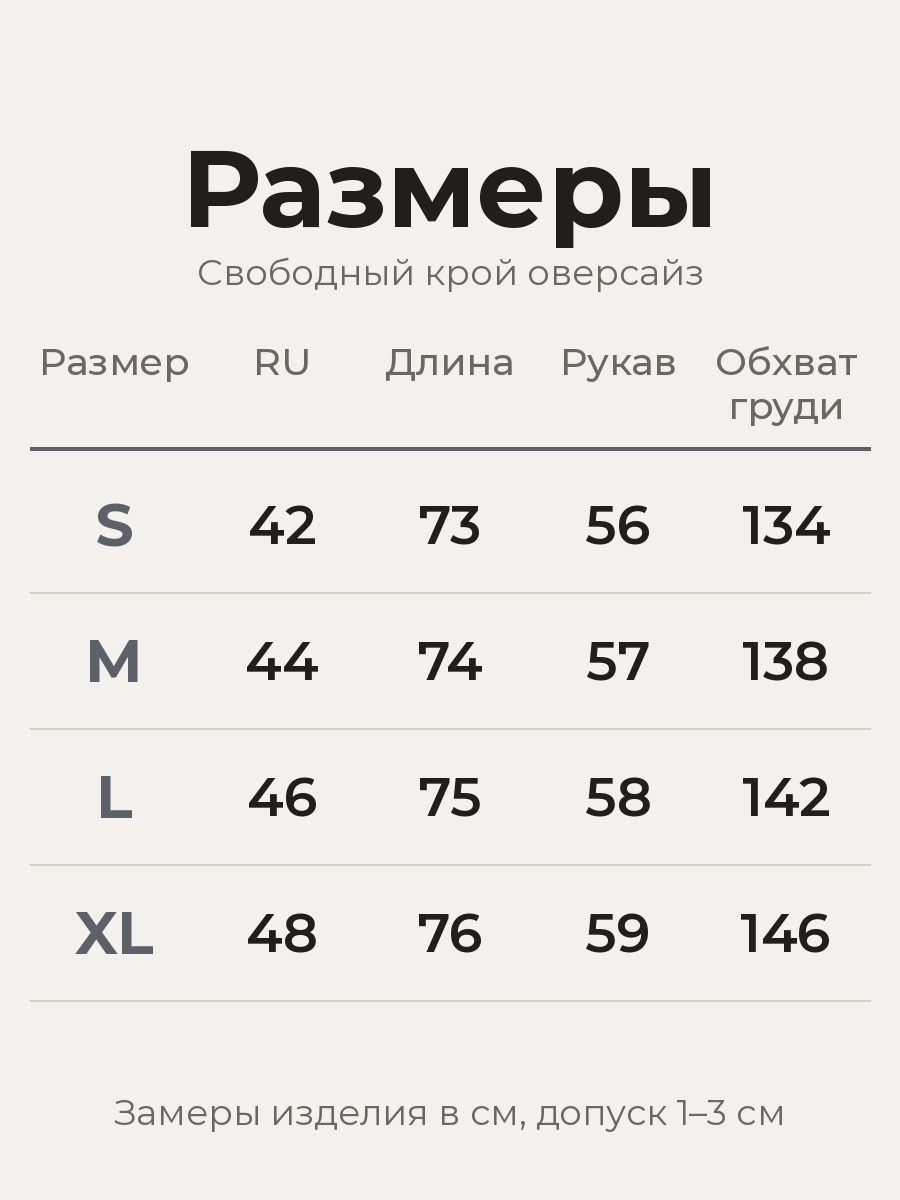 Размеры
Свободный крой оверсайз
Размер RU Длина Рукав Обхват груди
S 42 73 56 134
M 44 74 57 138
L 46 75 58 142
XL 48 76 59 146
Замеры изделия в см, допуск 1–3 см